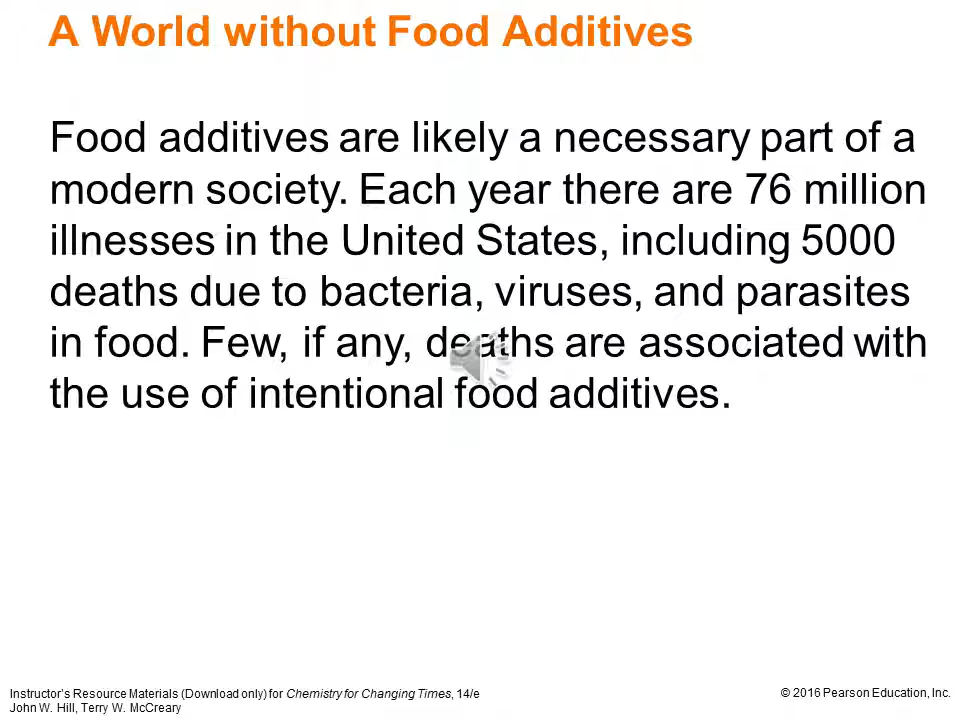 A World without Food Additives
Food additives are likely a necessary part of a
modern society. Each year there are 76 million
illnesses in the United States, including 5000
deaths due to bacteria, viruses, and parasites
in food. Few, if any, deaths are associated with
the use of intentional food additives.
Instructor's Resource Materials (Download only) for Chemistry for Changing Times, 14/e
John W. Hill, Terry W. McCreary
© 2016 Pearson Education, Inc.